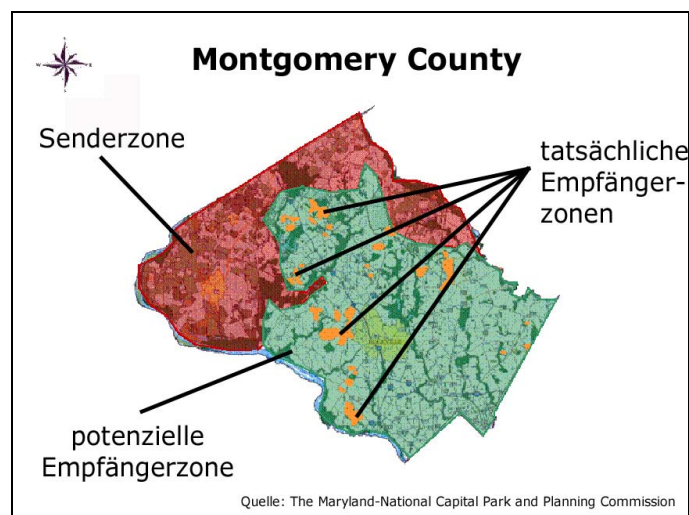 Montgomery County
Senderzone
tatsächliche
Empfänger-
zonen
potenzielle
Empfängerzone
Quelle: The Maryland-National Capital Park and Planning Commission